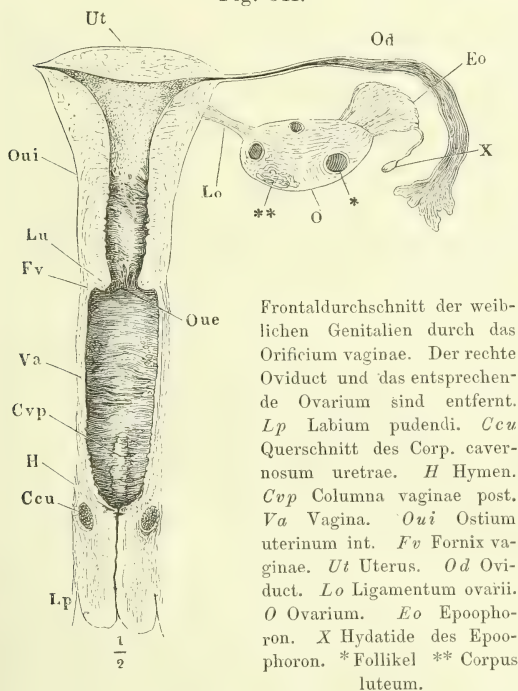 Ut
Od
Eo
Oui
X
Lo
**
O
*
Lu
Fv
Oue
Va
Cvp
H
Ccu
Lp
1
2
Frontaldurchschnitt der weib-
lichen Genitalien durch das
Orificium vaginae. Der rechte
Oviduct und das entsprechen-
de Ovarium sind entfernt.
Lp Labium pudendi. Ccu
Querschnitt des Corp. caver-
nosum uretrae. H Hymen.
Cvp Columna vaginae post.
Va Vagina. Oui Ostium
uterinum int. Fv Fornix va-
ginae. Ut Uterus. Od Ovi-
duct. Lo Ligamentum ovarii.
O Ovarium. Eo Epoopho-
ron. X Hydatide des Epoo-
phoron. * Follikel ** Corpus
luteum.